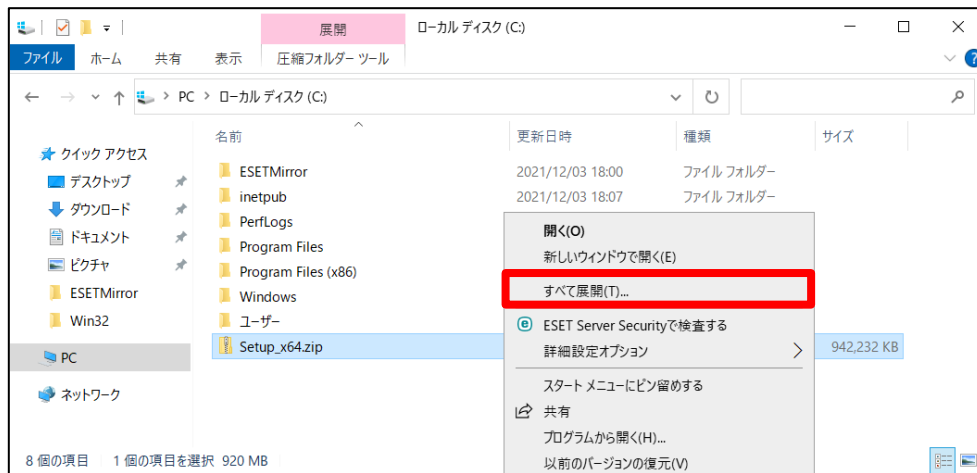 展開
ローカル ディスク (C:)
ファイル ホーム 共有 表示 圧縮フォルダー ツール
PC ローカル ディスク (C:)
名前 更新日時 種類 サイズ
クイック アクセス
デスクトップ
ダウンロード
ドキュメント
ピクチャ
ESETMirror
Win32
PC
ネットワーク
ESETMirror 2021/12/03 18:00 ファイル フォルダー
inetpub 2021/12/03 18:07 ファイル フォルダー
PerfLogs
Program Files
Program Files (x86)
Windows
ユーザー
Setup_x64.zip 942,232 KB
開く(O)
新しいウィンドウで開く(E)
すべて展開(T)...
ESET Server Securityで検査する
詳細設定オプション
スタート メニューにピン留めする
共有
プログラムから開く(H)...
以前のバージョンの復元(V)
8 個の項目 1 個の項目を選択 920 MB